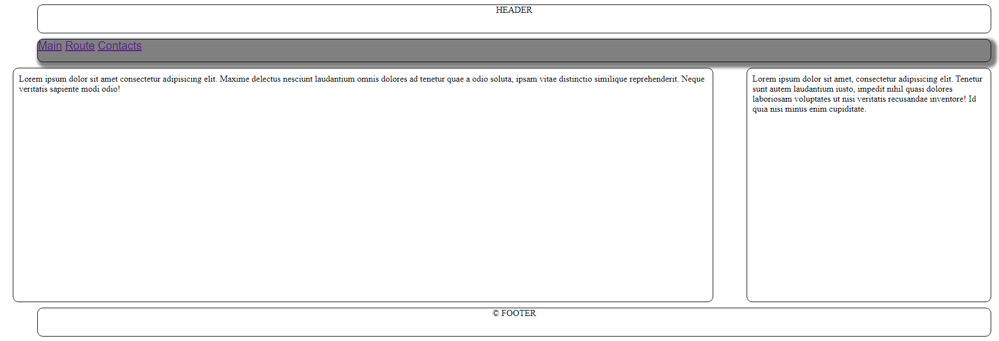 HEADER
Main Route Contacts
Lorem ipsum dolor sit amet consectetur adipisicing elit. Maxime delectus nesciunt laudantium omnis dolores ad tenetur quae a odio soluta, ipsam vitae distinctio similique reprehenderit. Neque
veritatis sapiente modi odio!
Lorem ipsum dolor sit amet, consectetur adipisicing elit. Tenetur
sunt autem laudantium iusto, impedit nihil quasi dolores
laboriosam voluptates ut nisi veritatis recusandae inventore! Id
quia nisi minus enim cupiditate.
© FOOTER